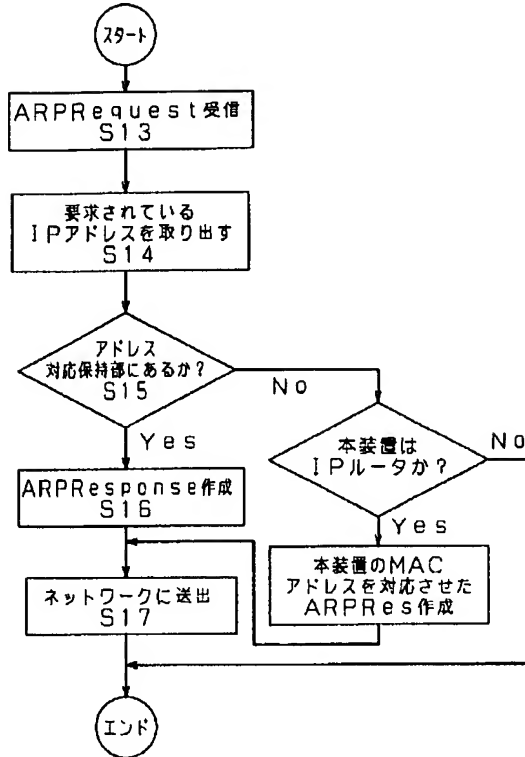 スタート
ARPRequest受信
S13
要求されている
IPアドレスを取り出す
S14
アドレス
対応保持部にあるか?
S15
No
Yes
本装置は
IPルータか?
No
Yes
ARPResponse作成
S16
本装置のMAC
アドレスを対応させた
ARPRes作成
ネットワークに送出
S17
エンド